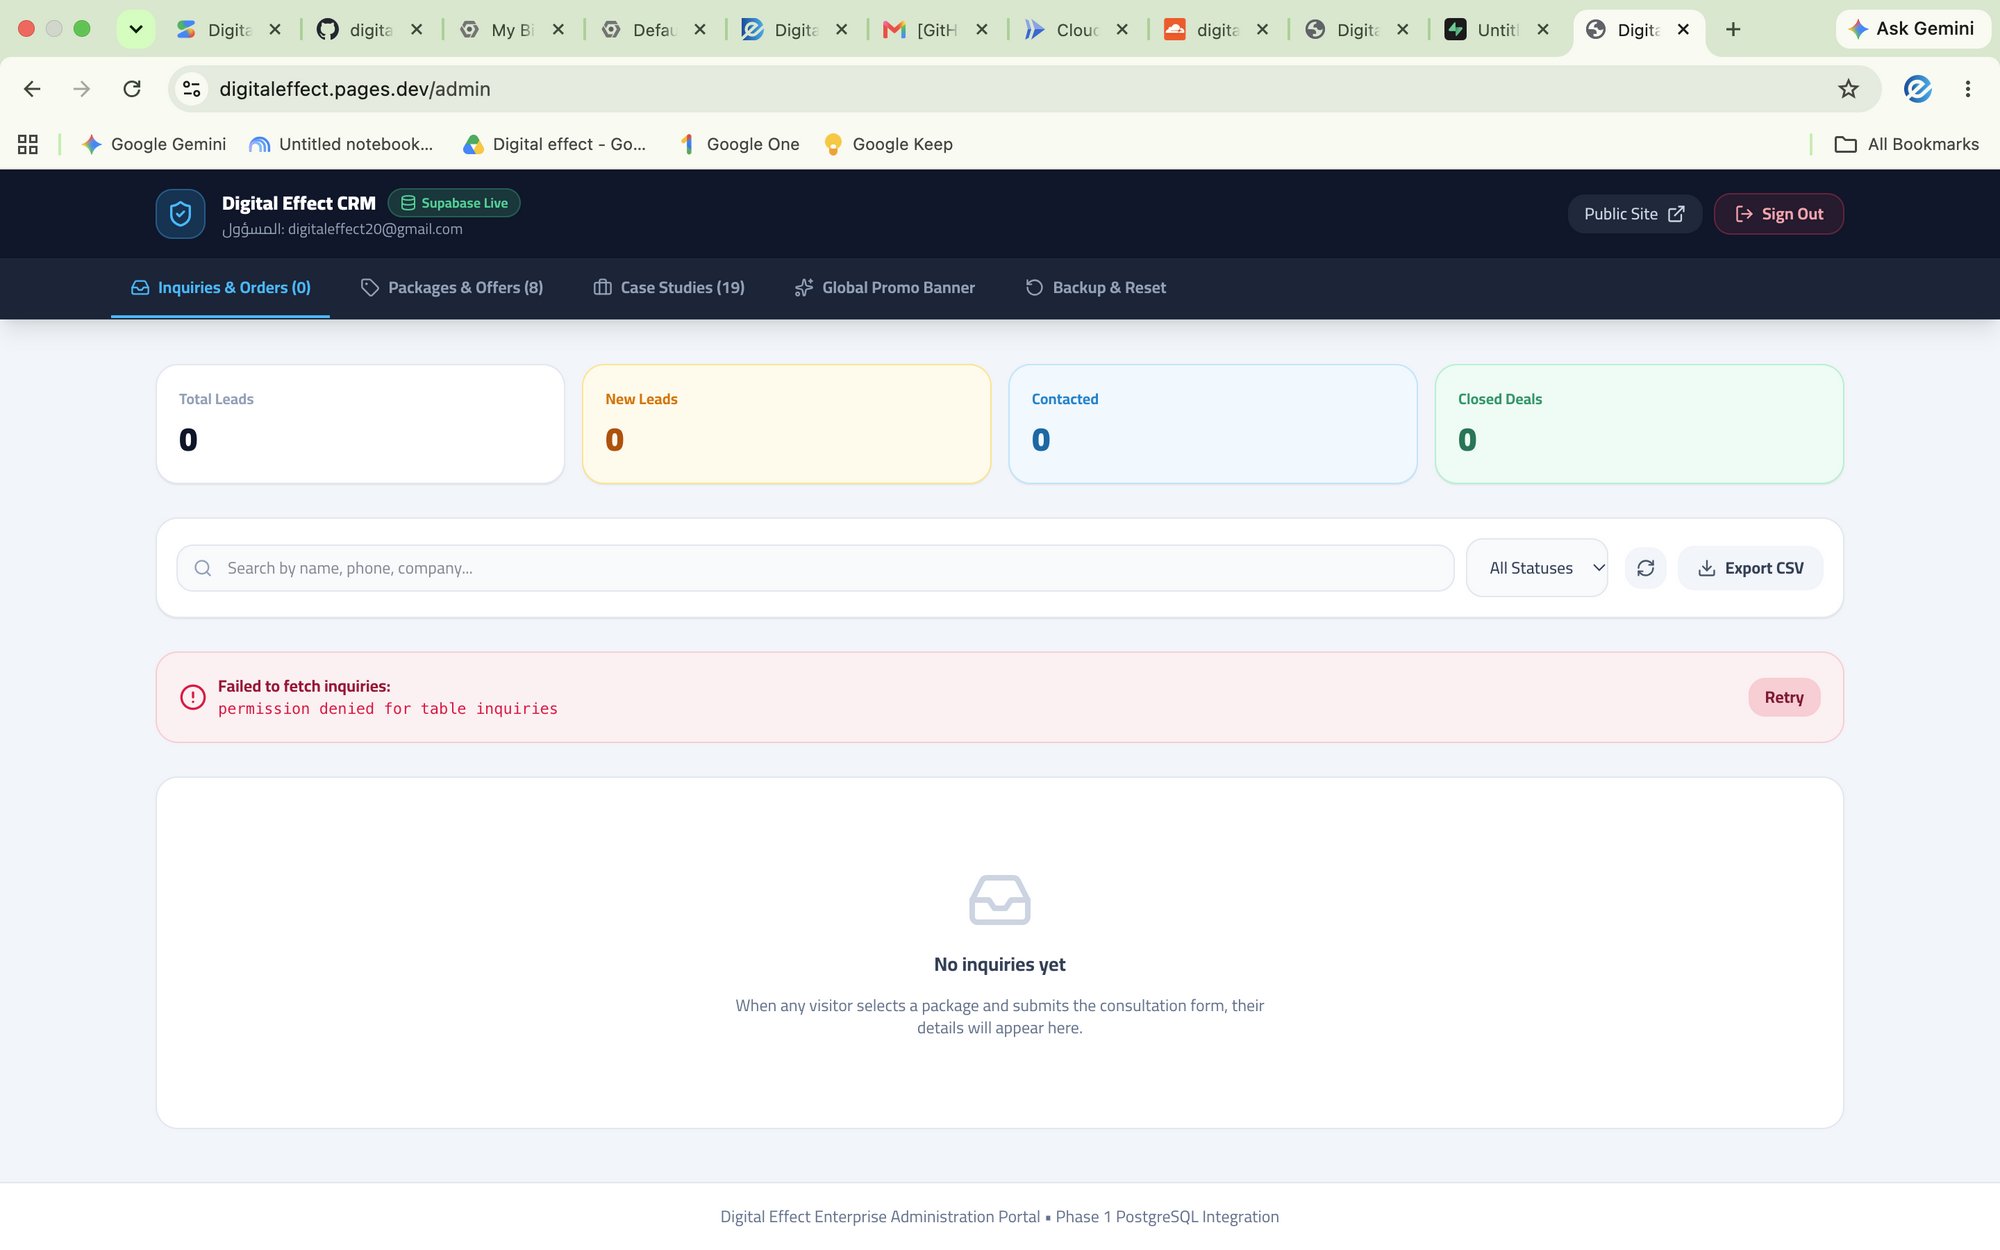 Digita
digita
My Bi
Defau
Digita
[GitH
Clouc
digita
Digita
Untitl
Digita
Ask Gemini
digitaleffect.pages.dev/admin
Google Gemini
Untitled notebook...
Digital effect - Go...
Google One
Google Keep
All Bookmarks
Digital Effect CRM
Supabase Live
المسؤول: digitaleffect20@gmail.com
Public Site
Sign Out
Inquiries & Orders (0)
Packages & Offers (8)
Case Studies (19)
Global Promo Banner
Backup & Reset
Total Leads
0
New Leads
0
Contacted
0
Closed Deals
0
Search by name, phone, company...
All Statuses
Export CSV
Failed to fetch inquiries:
permission denied for table inquiries
Retry
No inquiries yet
When any visitor selects a package and submits the consultation form, their
details will appear here.
Digital Effect Enterprise Administration Portal • Phase 1 PostgreSQL Integration